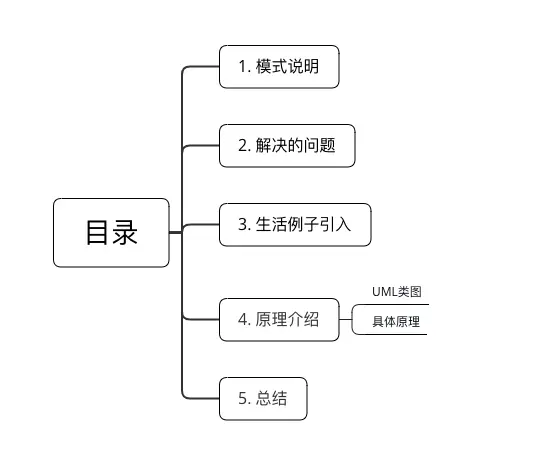 目录
1. 模式说明
2. 解决的问题
3. 生活例子引入
4. 原理介绍
UML类图
具体原理
5. 总结